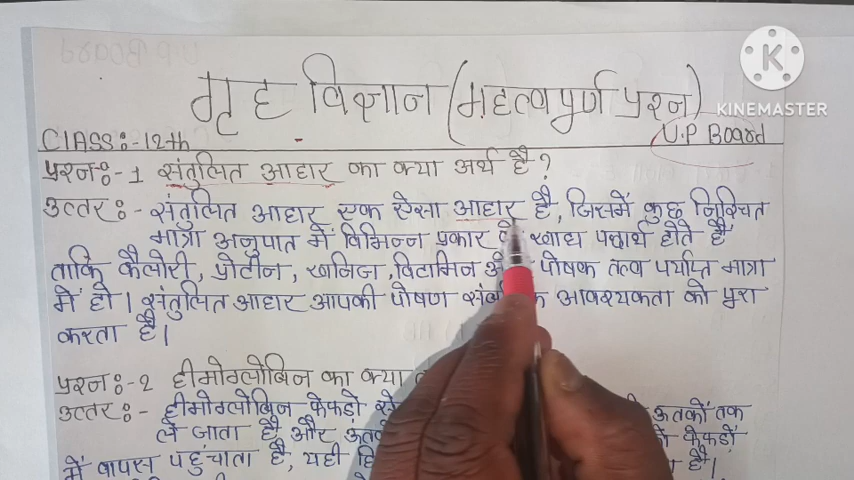 गृह विज्ञान (महत्वपूर्ण प्रश्न)
KINEMASTER
CLASS:-12th
U.P Board
प्रश्न:-1 संतुलित आहार का क्या अर्थ है?
उत्तर:- संतुलित आहार एक ऐसा आहार है, जिसमें कुछ निश्चित
मात्रा अनुपात में विभिन्न प्रकार के खाद्य पदार्थ होते हैं
ताकि कैलोरी, प्रोटीन, खनिज, विटामिन पोषक तत्व पर्याप्त मात्रा
में हो। संतुलित आहार आपकी पोषण आवश्यकता को पुरा
करता है।
प्रश्न:-2 हीमोग्लोबिन का क्या
उत्तर:- हीमोग्लोबिन फेफड़ो से ऊतकों तक
ले जाता है और फेफड़ों
में वापस पहुंचाता है, यही है।